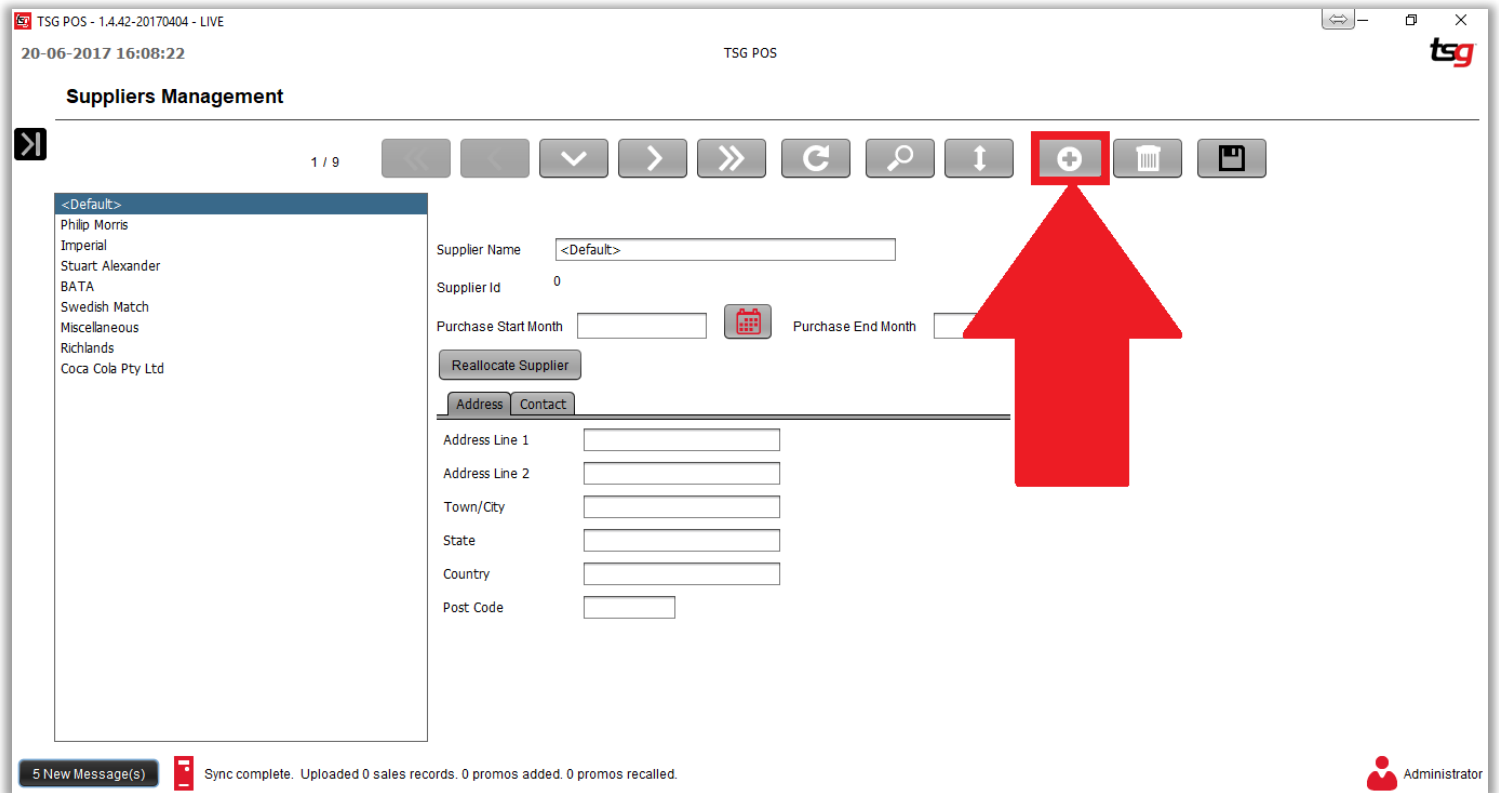 TSG POS - 1.4.42-20170404 - LIVE
20-06-2017 16:08:22
TSG POS
tsg
Suppliers Management
1 / 9
<Default>
Philip Morris
Imperial
Stuart Alexander
BATA
Swedish Match
Miscellaneous
Richlands
Coca Cola Pty Ltd
Supplier Name <Default>
Supplier Id 0
Purchase Start Month Purchase End Month
Reallocate Supplier
Address Contact
Address Line 1
Address Line 2
Town/City
State
Country
Post Code
5 New Message(s) Sync complete. Uploaded 0 sales records. 0 promos added. 0 promos recalled. Administrator